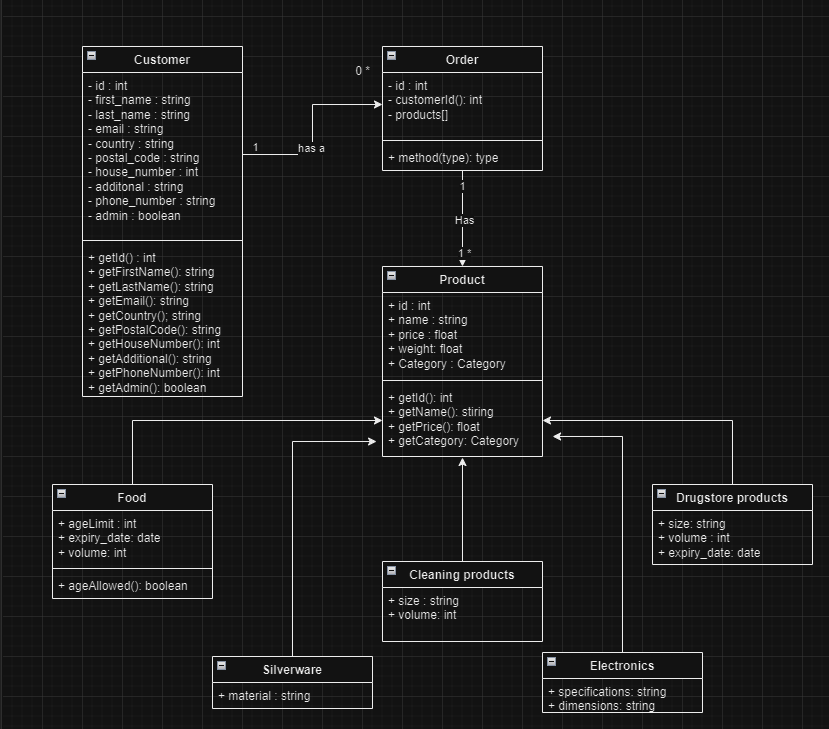 Customer
- id : int
- first_name : string
- last_name : string
- email : string
- country : string
- postal_code : string
- house_number : int
- additonal : string
- phone_number : string
- admin : boolean
+ getId() : int
+ getFirstName(): string
+ getLastName(): string
+ getEmail(): string
+ getCountry(); string
+ getPostalCode(): string
+ getHouseNumber(): int
+ getAdditional(): string
+ getPhoneNumber(): int
+ getAdmin(): boolean
1
has a
0 *
Order
- id : int
- customerId(): int
- products[]
+ method(type): type
1
Has
1 *
Product
+ id : int
+ name : string
+ price : float
+ weight: float
+ Category : Category
+ getId(): int
+ getName(): stiring
+ getPrice(): float
+ getCategory: Category
Food
+ ageLimit : int
+ expiry_date: date
+ volume: int
+ ageAllowed(): boolean
Drugstore products
+ size: string
+ volume : int
+ expiry_date: date
Cleaning products
+ size : string
+ volume: int
Silverware
+ material : string
Electronics
+ specifications: string
+ dimensions: string